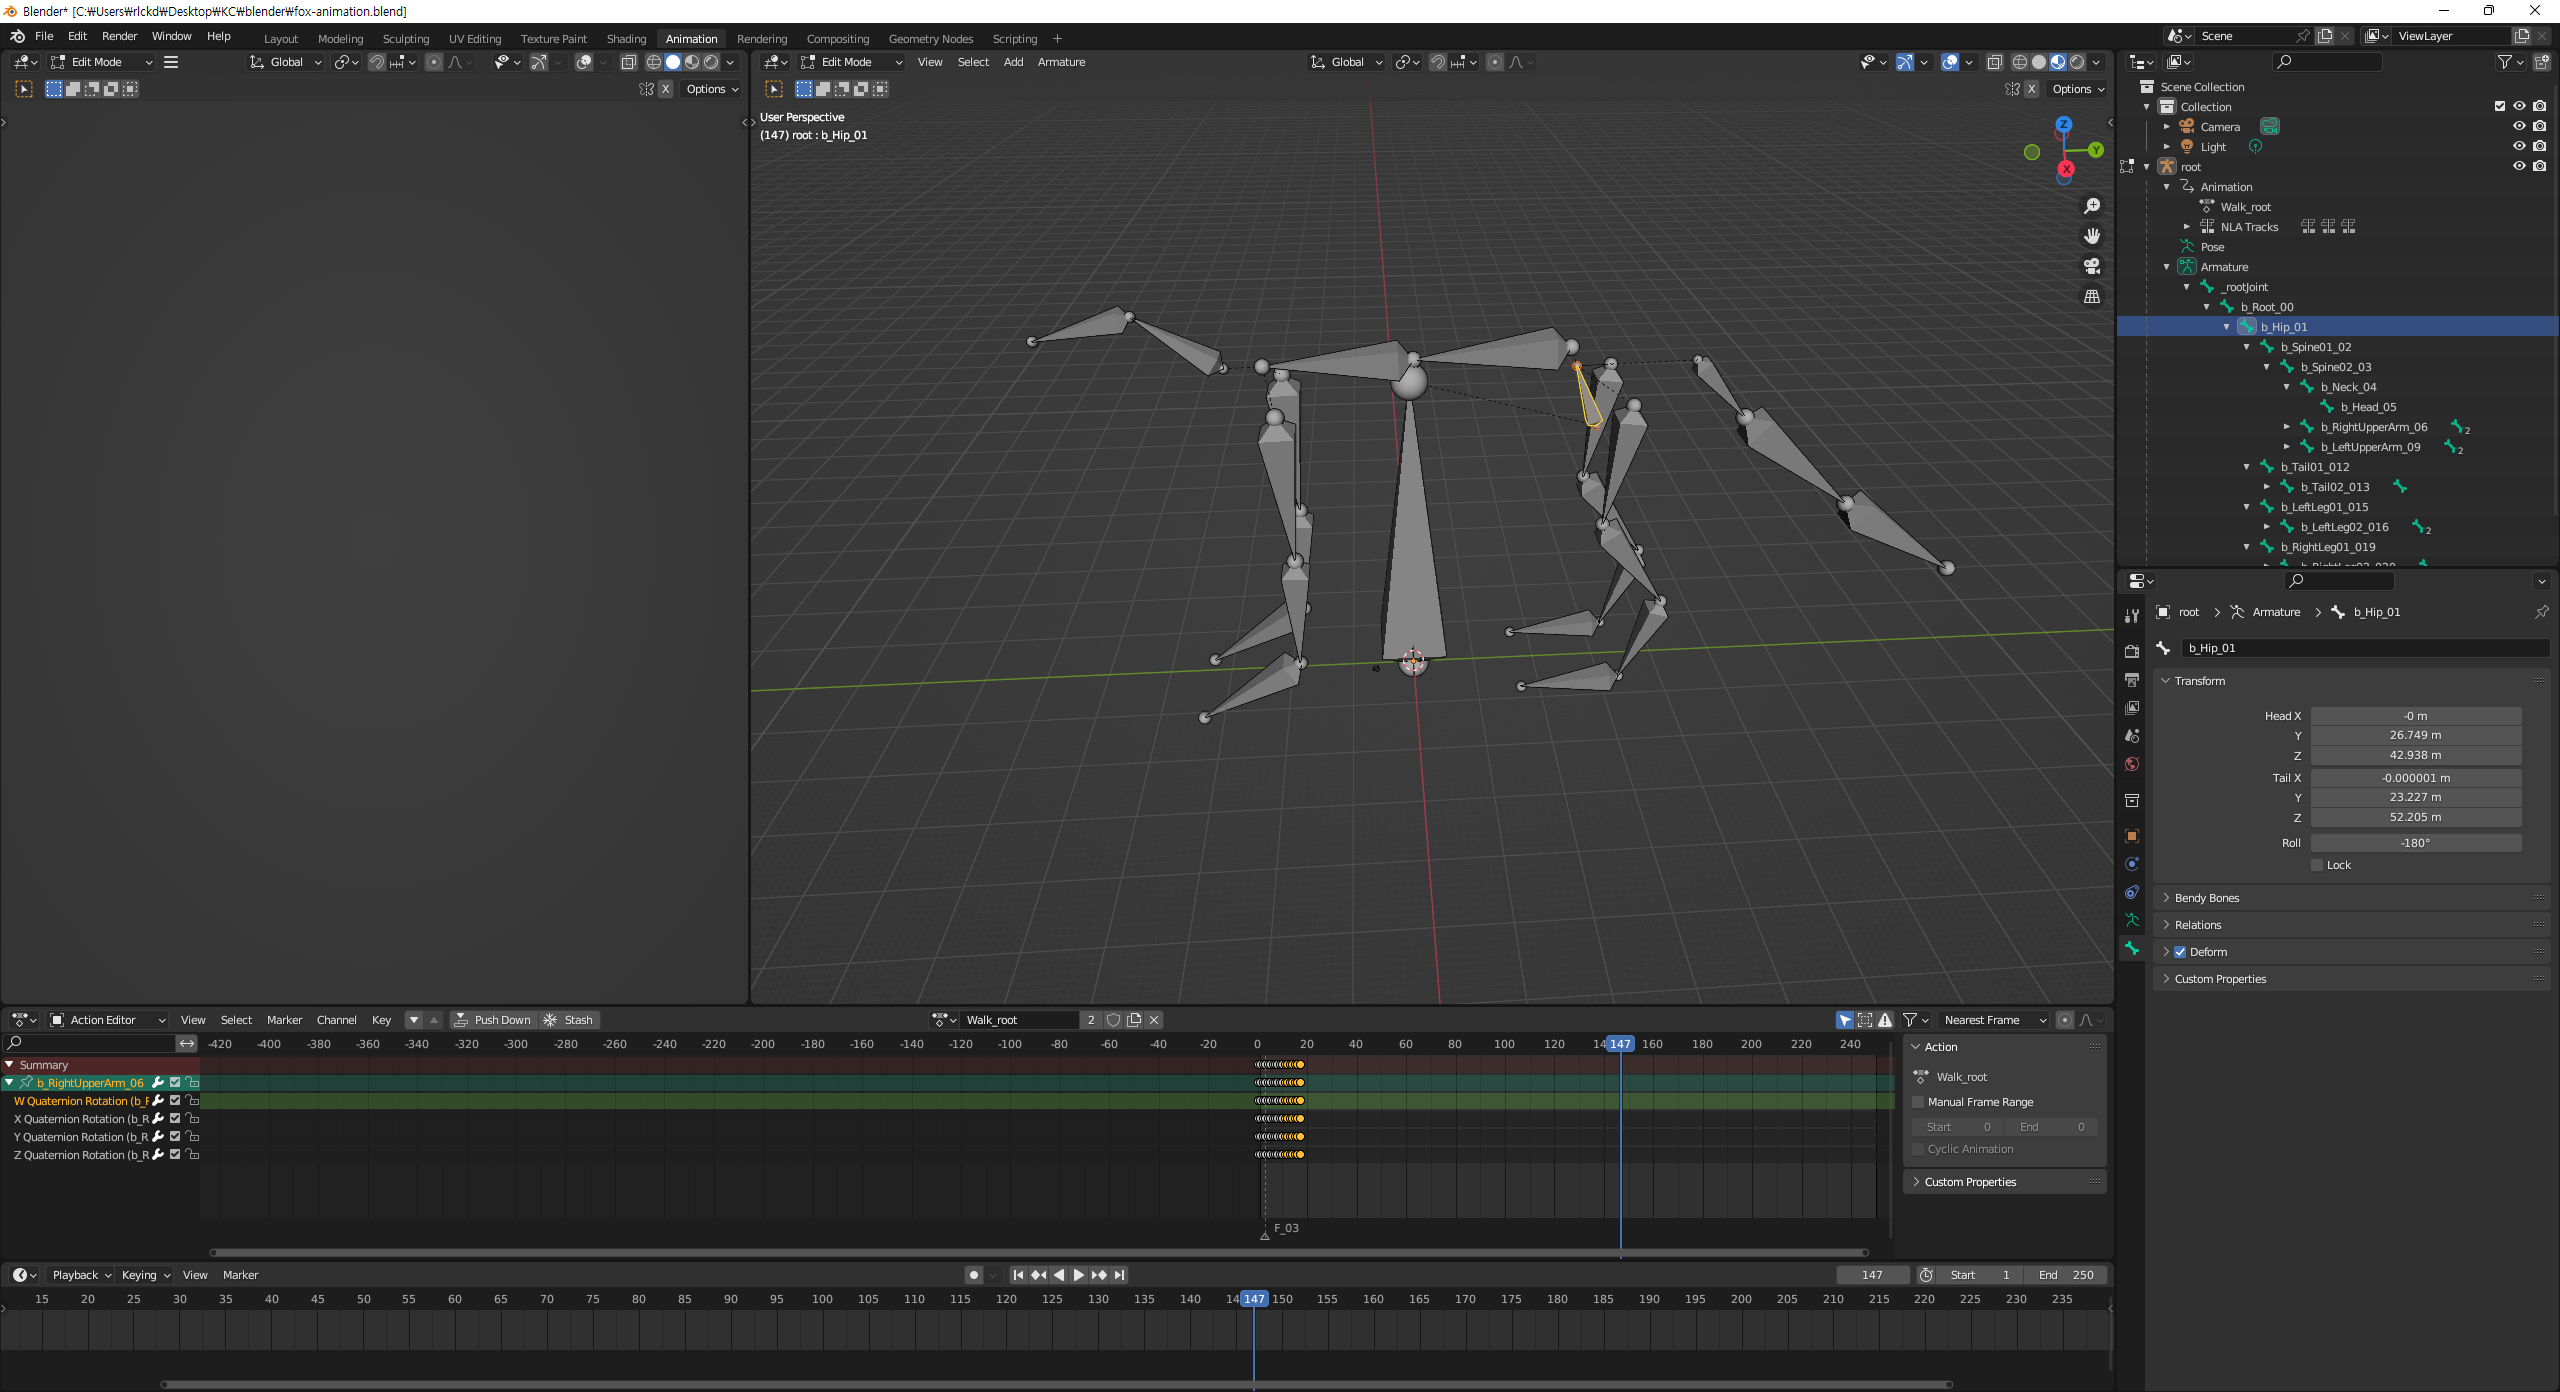 Blender* [C:₩Users₩rlckd₩Desktop₩KC₩blender₩fox-animation.blend]
File Edit Render Window Help Layout Modeling Sculpting UV Editing Texture Paint Shading Animation Rendering Compositing Geometry Nodes Scripting + Scene ViewLayer
Edit Mode Global Edit Mode View Select Add Armature Global
X Options X Options
User Perspective
(147) root : b_Hip_01
Z
Y
X
Scene Collection
Collection
Camera
Light
root
Animation
Walk_root
NLA Tracks
Pose
Armature
_rootJoint
b_Root_00
b_Hip_01
b_Spine01_02
b_Spine02_03
b_Neck_04
b_Head_05
b_RightUpperArm_06 2
b_LeftUpperArm_09 2
b_Tail01_012
b_Tail02_013
b_LeftLeg01_015
b_LeftLeg02_016 2
b_RightLeg01_019
root Armature b_Hip_01
b_Hip_01
Transform
Head X -0 m
Y 26.749 m
Z 42.938 m
Tail X -0.000001 m
Y 23.227 m
Z 52.205 m
Roll -180°
Lock
Bendy Bones
Relations
Deform
Custom Properties
Action Editor View Select Marker Channel Key Push Down Stash Walk_root 2 Nearest Frame
-420 -400 -380 -360 -340 -320 -300 -280 -260 -240 -220 -200 -180 -160 -140 -120 -100 -80 -60 -40 -20 0 20 40 60 80 100 120 14 147 160 180 200 220 240
Summary
b_RightUpperArm_06
W Quaternion Rotation (b_F
X Quaternion Rotation (b_R
Y Quaternion Rotation (b_R
Z Quaternion Rotation (b_R
F_03
Action
Walk_root
Manual Frame Range
Start 0 End 0
Cyclic Animation
Custom Properties
Playback Keying View Marker 147 Start 1 End 250
15 20 25 30 35 40 45 50 55 60 65 70 75 80 85 90 95 100 105 110 115 120 125 130 135 140 14 147 150 155 160 165 170 175 180 185 190 195 200 205 210 215 220 225 230 235